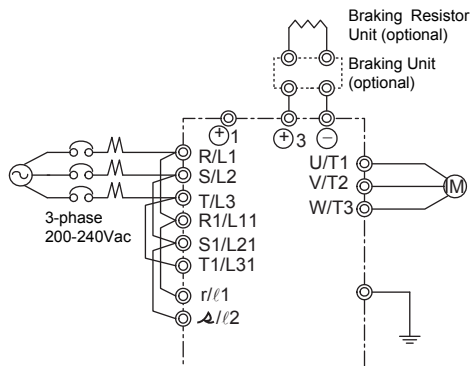 Braking Resistor
Unit (optional)
Braking Unit
(optional)
+1
+3
−
R/L1
S/L2
T/L3
R1/L11
S1/L21
T1/L31
r/ℓ1
𝓈/ℓ2
3-phase
200-240Vac
U/T1
V/T2
W/T3
IM